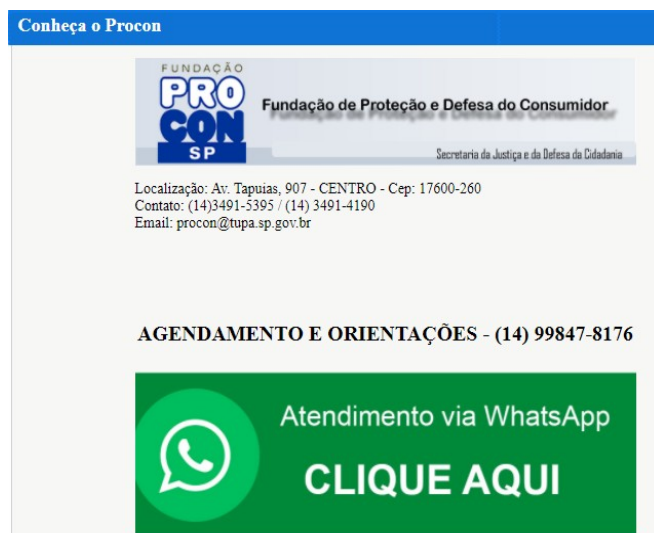 Conheça o Procon
FUNDAÇÃO
PRO
CON
SP
Fundação de Proteção e Defesa do Consumidor
Secretaria da Justiça e da Defesa da Cidadania
Localização: Av. Tapuias, 907 - CENTRO - Cep: 17600-260
Contato: (14)3491-5395 / (14) 3491-4190
Email: procon@tupa.sp.gov.br
AGENDAMENTO E ORIENTAÇÕES - (14) 99847-8176
Atendimento via WhatsApp
CLIQUE AQUI